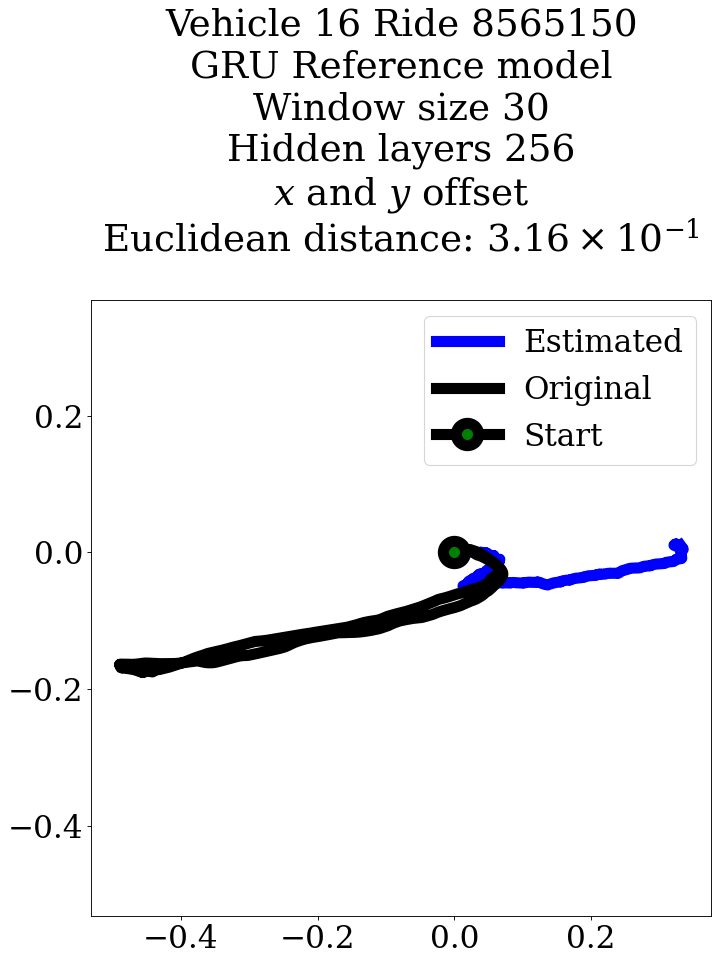 Vehicle 16 Ride 8565150
GRU Reference model
Window size 30
Hidden layers 256
x and y offset
Euclidean distance: 3.16 × 10⁻¹
Estimated
Original
Start
0.2
0.0
−0.2
−0.4
−0.4 −0.2 0.0 0.2